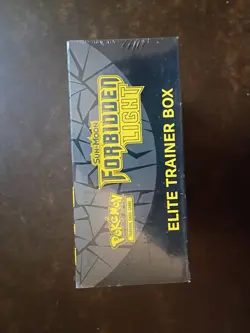 Pokémon
SUN & MOON
FORBIDDEN
LIGHT
ELITE TRAINER BOX